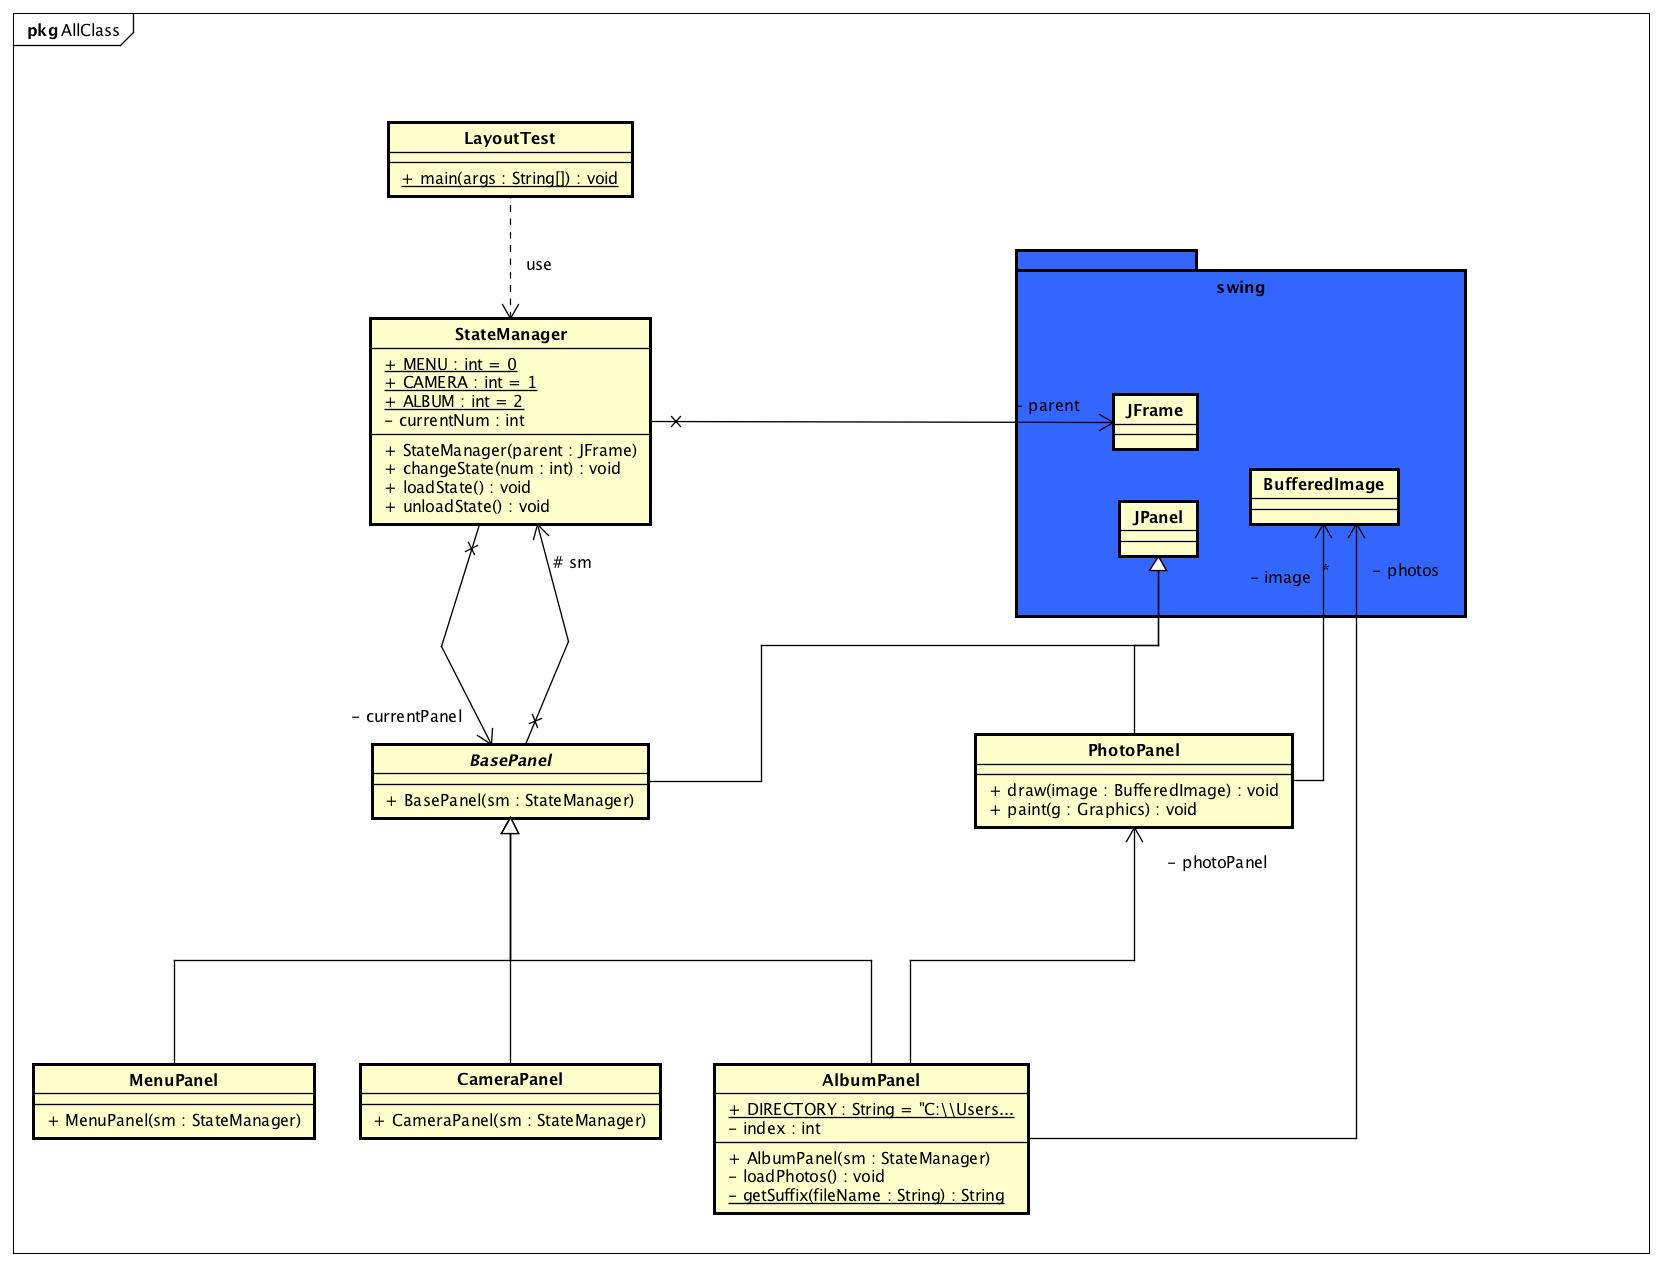 pkg AllClass
LayoutTest
+ main(args : String[]) : void
use
swing
StateManager
+ MENU : int = 0
+ CAMERA : int = 1
+ ALBUM : int = 2
- currentNum : int
+ StateManager(parent : JFrame)
+ changeState(num : int) : void
+ loadState() : void
+ unloadState() : void
- parent
JFrame
BufferedImage
JPanel
# sm
- image
*
- photos
- currentPanel
BasePanel
+ BasePanel(sm : StateManager)
PhotoPanel
+ draw(image : BufferedImage) : void
+ paint(g : Graphics) : void
- photoPanel
MenuPanel
+ MenuPanel(sm : StateManager)
CameraPanel
+ CameraPanel(sm : StateManager)
AlbumPanel
+ DIRECTORY : String = "C:\\Users...
- index : int
+ AlbumPanel(sm : StateManager)
- loadPhotos() : void
- getSuffix(fileName : String) : String